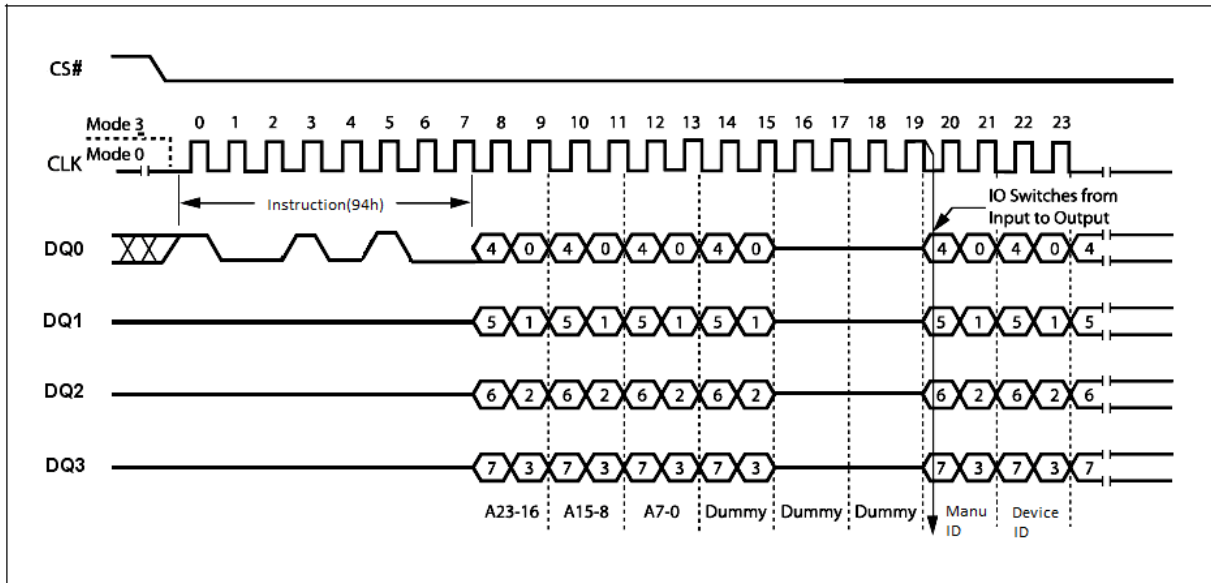 CS#
Mode 3
0 1 2 3 4 5 6 7 8 9 10 11 12 13 14 15 16 17 18 19 20 21 22 23
CLK
Mode 0
Instruction(94h)
IO Switches from
Input to Output
DQ0
4 0 4 0 4 0 4 0 4 0 4 0 4
DQ1
5 1 5 1 5 1 5 1 5 1 5 1 5
DQ2
6 2 6 2 6 2 6 2 6 2 6 2 6
DQ3
7 3 7 3 7 3 7 3 7 3 7 3 7
A23-16 A15-8 A7-0 Dummy Dummy Dummy
Manu
ID
Device
ID